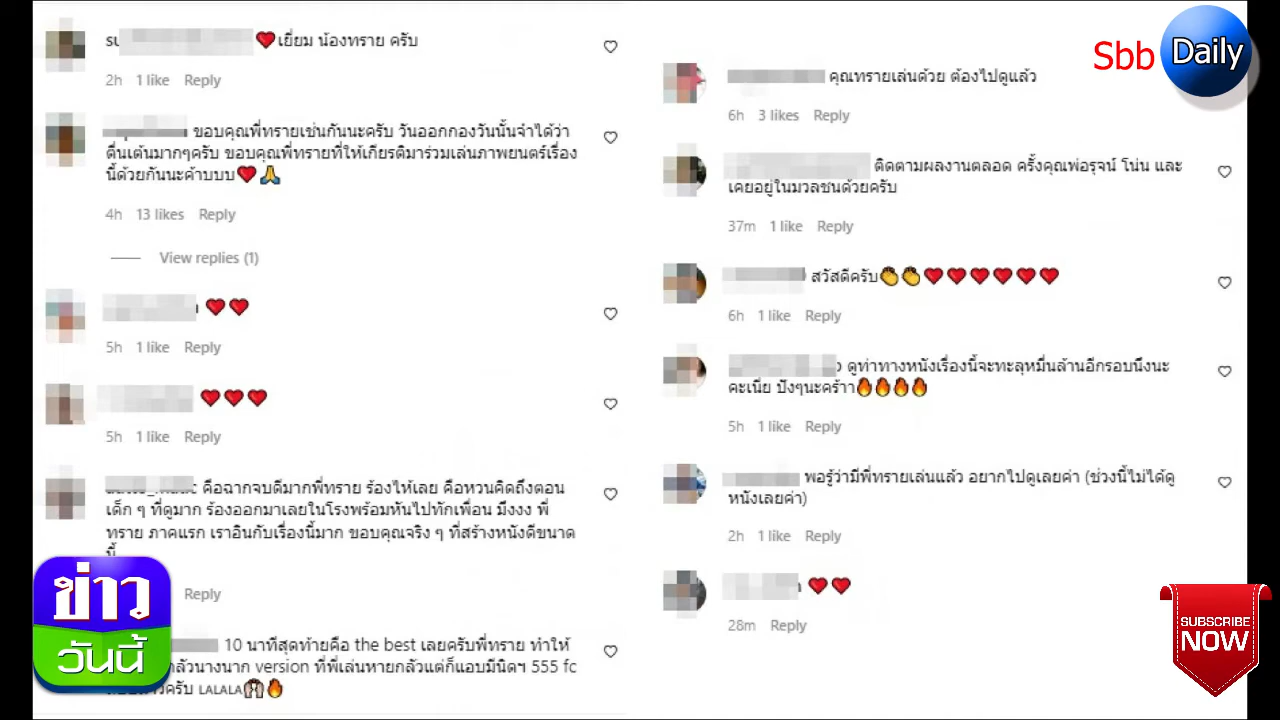 su
❤️เยี่ยม น้องทราย ครับ
2h 1 like Reply
ขอบคุณพี่ทรายเช่นกันนะครับ วันออกกองวันนั้นจำได้ว่า
ตื่นเต้นมากๆครับ ขอบคุณพี่ทรายที่ให้เกียรติมาร่วมเล่นภาพยนตร์เรื่อง
นี้ด้วยกันนะค้าบบบ❤️🙏
4h 13 likes Reply
View replies (1)
❤️❤️
5h 1 like Reply
❤️❤️❤️
5h 1 like Reply
คือฉากจบดีมากพี่ทราย ร้องไห้เลย คือหวนคิดถึงตอน
เด็ก ๆ ที่ดูมาก ร้องออกมาเลยในโรงพร้อมหันไปทักเพื่อน มึงงง พี่
ทราย ภาคแรก เราอินกับเรื่องนี้มาก ขอบคุณจริง ๆ ที่สร้างหนังดีขนาด
นี้
Reply
10 นาทีสุดท้ายคือ the best เลยครับพี่ทราย ทำให้
กลัวนางนาก version ที่พี่เล่นหายกลัวแต่ก็แอบมีนิดฯ 555 fc
ครับ LALALA🙌🔥
คุณทรายเล่นด้วย ต้องไปดูแล้ว
6h 3 likes Reply
ติดตามผลงานตลอด ครั้งคุณพ่อรุจน์ โน่น และ
เคยอยู่ในมวลชนด้วยครับ
37m 1 like Reply
สวัสดีครับ👏👏❤️❤️❤️❤️❤️❤️
6h 1 like Reply
ดูท่าทางหนังเรื่องนี้จะทะลุหมื่นล้านอีกรอบนึงนะ
คะเนี่ย ปังๆนะคร้าา🔥🔥🔥🔥
5h 1 like Reply
พอรู้ว่ามีพี่ทรายเล่นแล้ว อยากไปดูเลยค่า (ช่วงนี้ไม่ได้ดู
หนังเลยค่า)
2h 1 like Reply
❤️❤️
28m Reply
Sbb Daily
ข่าว
วันนี้
SUBSCRIBE
NOW